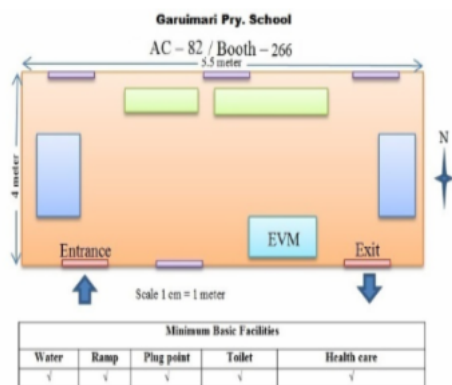 Garuimari Pry. School
AC – 82 / Booth – 266
5.5 meter
4 meter
N
EVM
Entrance
Exit
Scale 1 cm = 1 meter
Minimum Basic Facilities
Water Ramp Plug point Toilet Health care
√ √ √ √ √